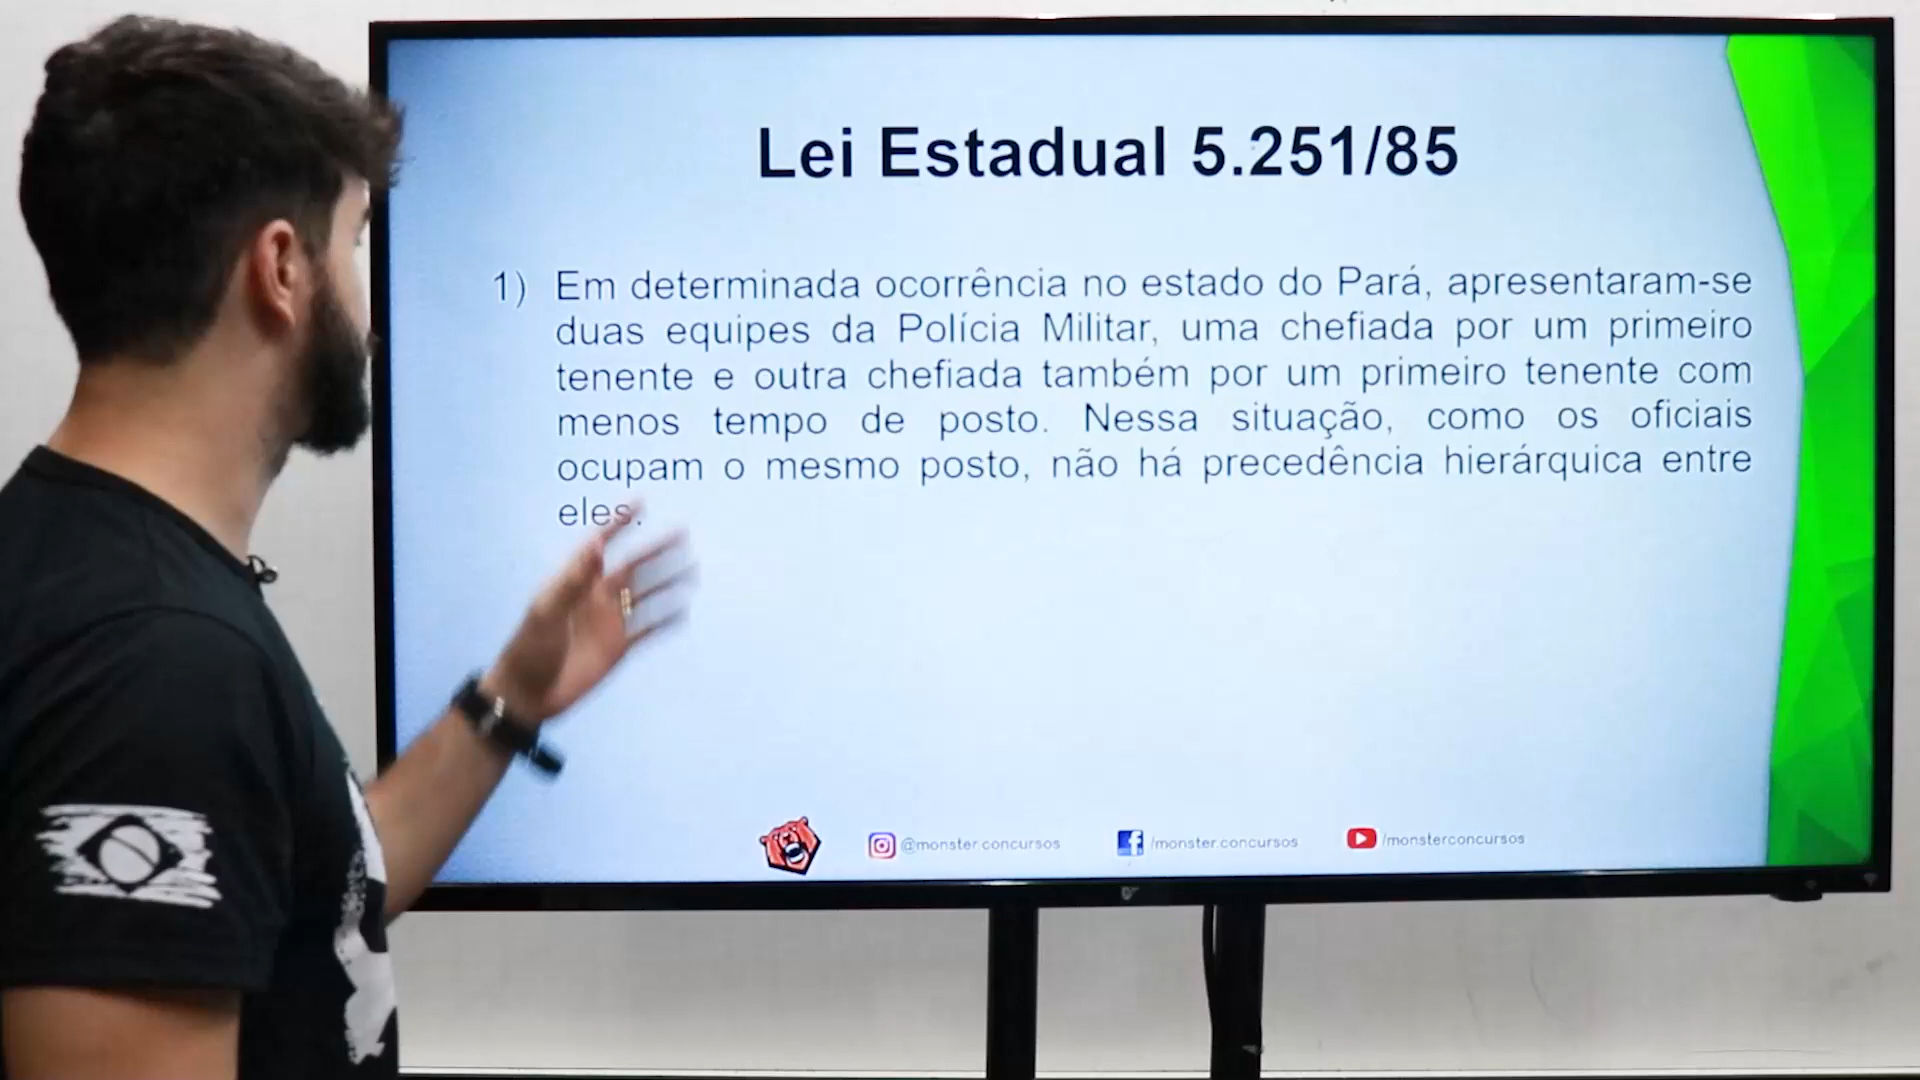 Lei Estadual 5.251/85
1) Em determinada ocorrência no estado do Pará, apresentaram-se
duas equipes da Polícia Militar, uma chefiada por um primeiro
tenente e outra chefiada também por um primeiro tenente com
menos tempo de posto. Nessa situação, como os oficiais
ocupam o mesmo posto, não há precedência hierárquica entre
eles.
@monster.concursos /monster.concursos /monsterconcursos